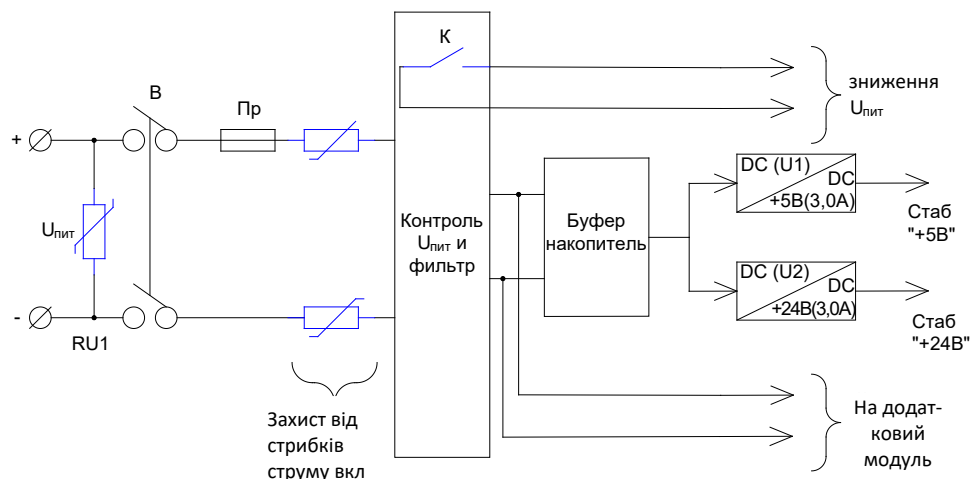 К
зниження
Uпит
В
Пр
+
DC (U1)
DC
+5В(3,0А)
Стаб
"+5В"
Uпит
Контроль
Uпит и
фильтр
Буфер
накопитель
DC (U2)
DC
+24В(3,0А)
Стаб
"+24В"
-
RU1
Захист від
стрибків
струму вкл
На додат-
ковий
модуль